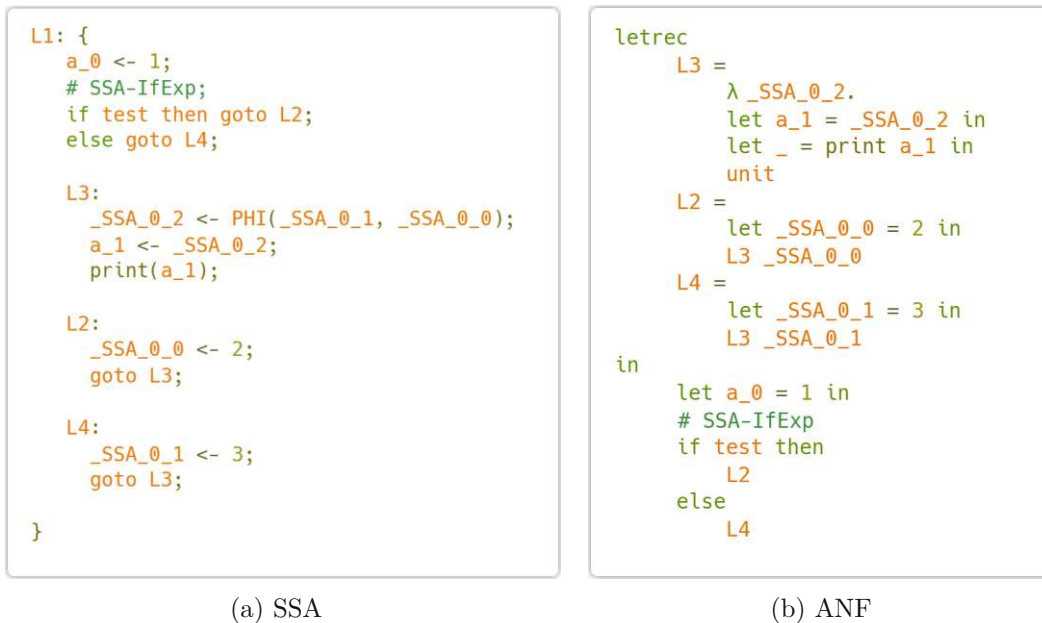 L1: {
a_0 <- 1;
# SSA-IfExp;
if test then goto L2;
else goto L4;
L3:
_SSA_0_2 <- PHI(_SSA_0_1, _SSA_0_0);
a_1 <- _SSA_0_2;
print(a_1);
L2:
_SSA_0_0 <- 2;
goto L3;
L4:
_SSA_0_1 <- 3;
goto L3;
}
(a) SSA
letrec
L3 =
λ _SSA_0_2.
let a_1 = _SSA_0_2 in
let _ = print a_1 in
unit
L2 =
let _SSA_0_0 = 2 in
L3 _SSA_0_0
L4 =
let _SSA_0_1 = 3 in
L3 _SSA_0_1
in
let a_0 = 1 in
# SSA-IfExp
if test then
L2
else
L4
(b) ANF